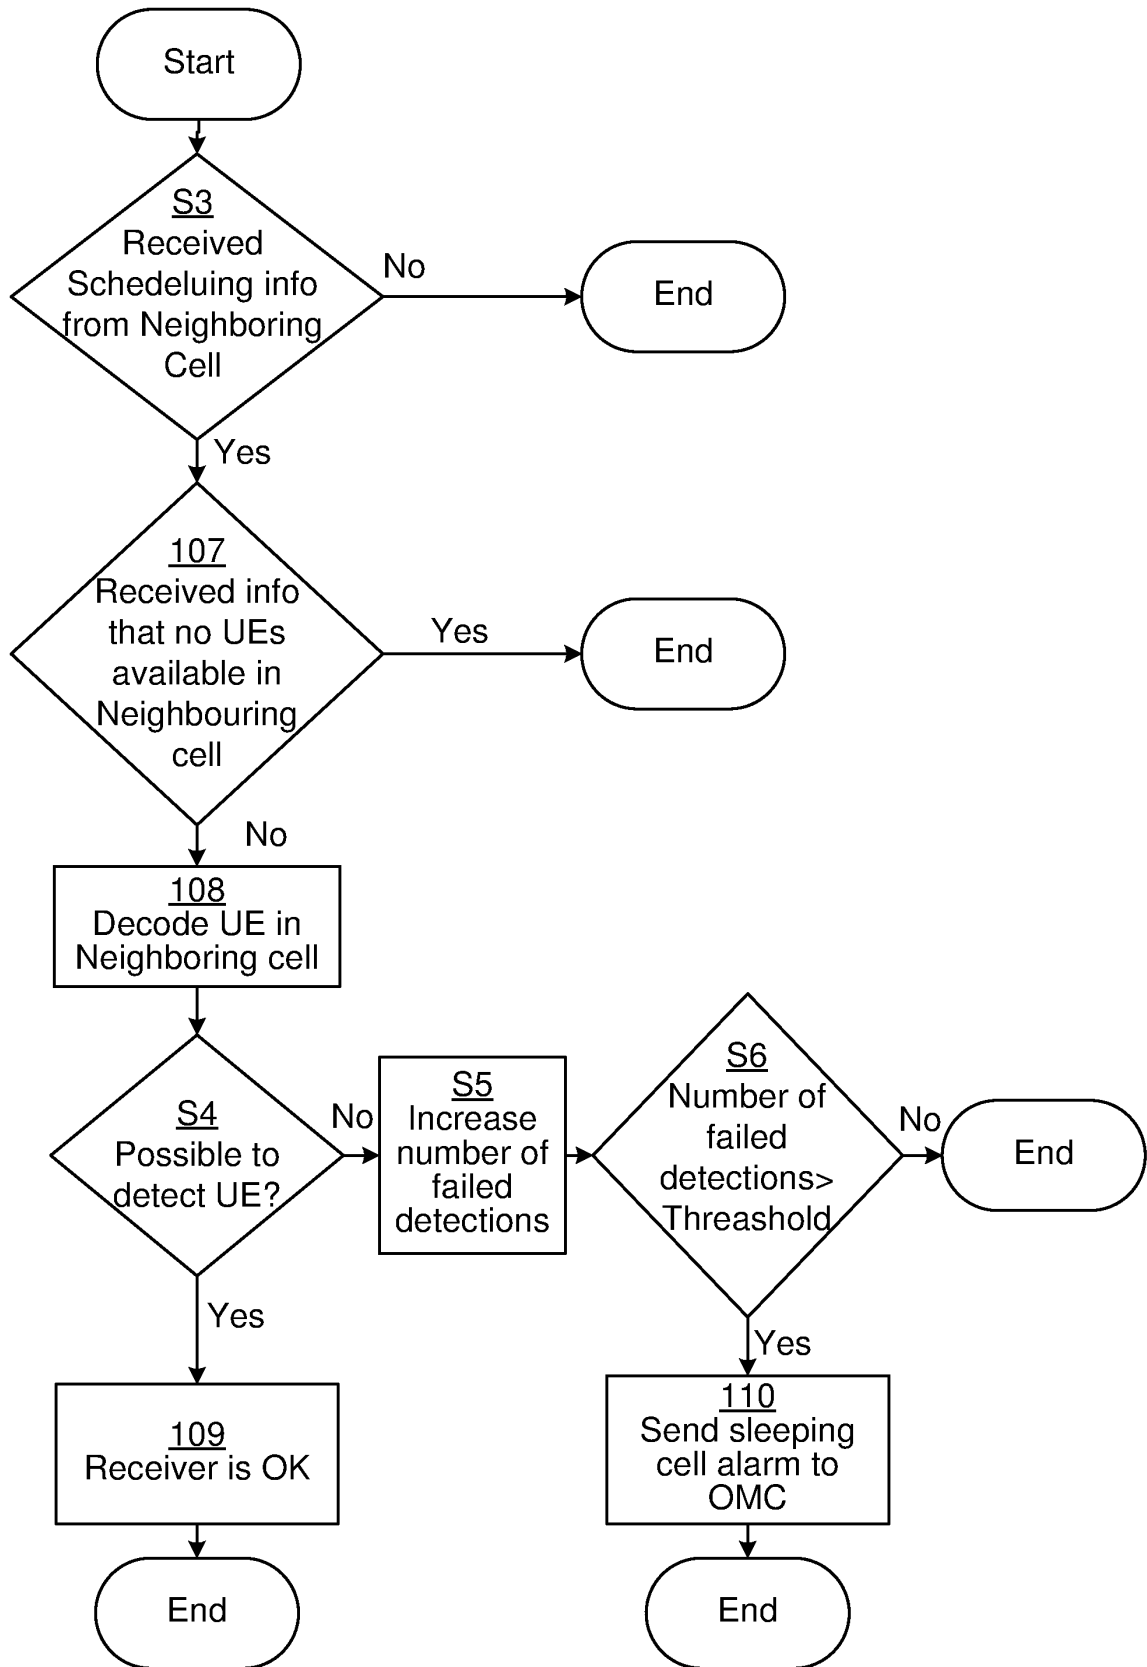 Start
S3
Received
Schedeluing info
from Neighboring
Cell
No
End
Yes
107
Received info
that no UEs
available in
Neighbouring
cell
Yes
End
No
108
Decode UE in
Neighboring cell
S4
Possible to
detect UE?
No
S5
Increase
number of
failed
detections
S6
Number of
failed
detections>
Threashold
No
End
Yes
109
Receiver is OK
End
Yes
110
Send sleeping
cell alarm to
OMC
End